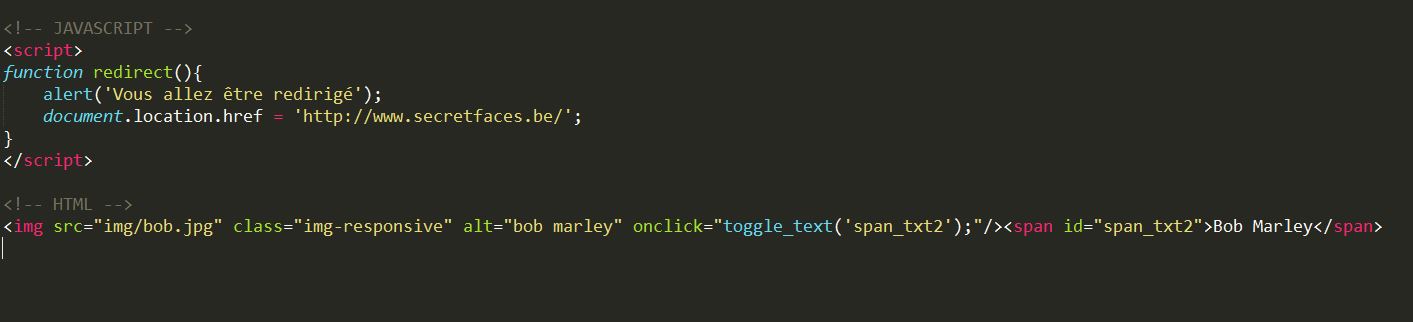 <!-- JAVASCRIPT -->
<script>
function redirect(){
    alert('Vous allez être redirigé');
    document.location.href = 'http://www.secretfaces.be/';
}
</script>

<!-- HTML -->
<img src="img/bob.jpg" class="img-responsive" alt="bob marley" onclick="toggle_text('span_txt2');"/><span id="span_txt2">Bob Marley</span>